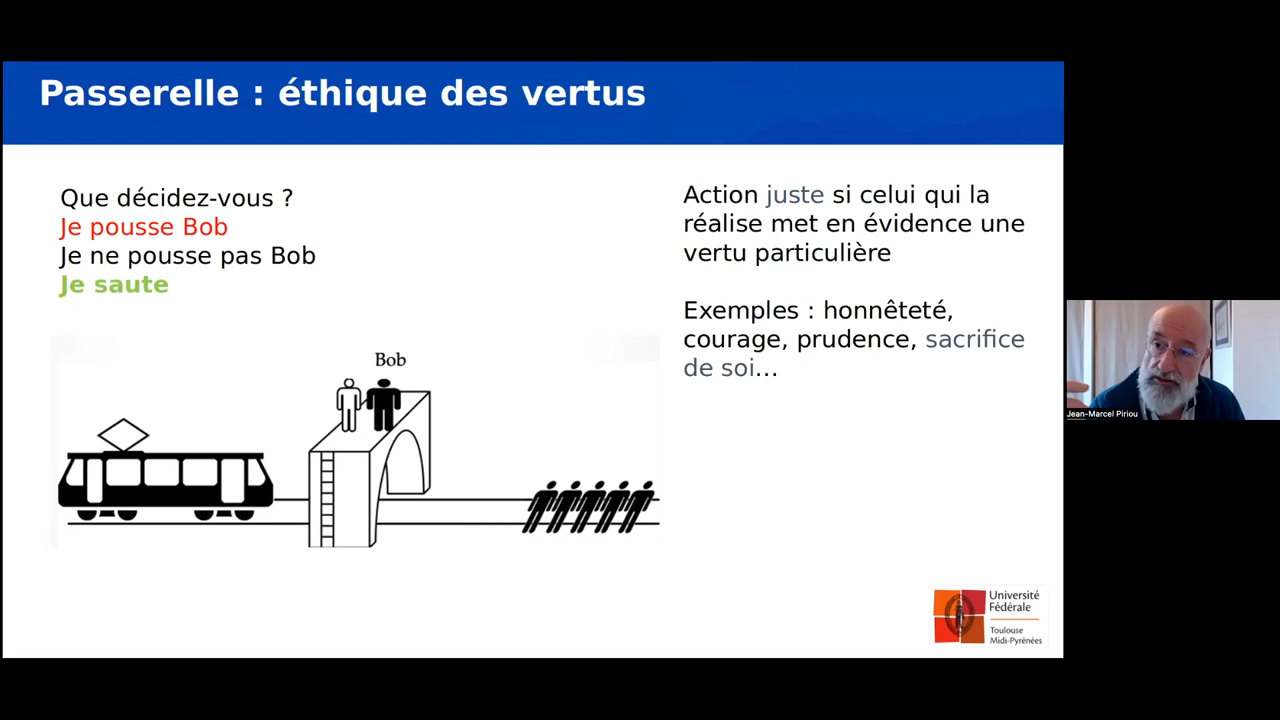 Passerelle : éthique des vertus
Que décidez-vous ?
Je pousse Bob
Je ne pousse pas Bob
Je saute
Bob
Action juste si celui qui la
réalise met en évidence une
vertu particulière
Exemples : honnêteté,
courage, prudence, sacrifice
de soi...
Université
Fédérale
Toulouse
Midi-Pyrénées
Jean-Marcel Piriou